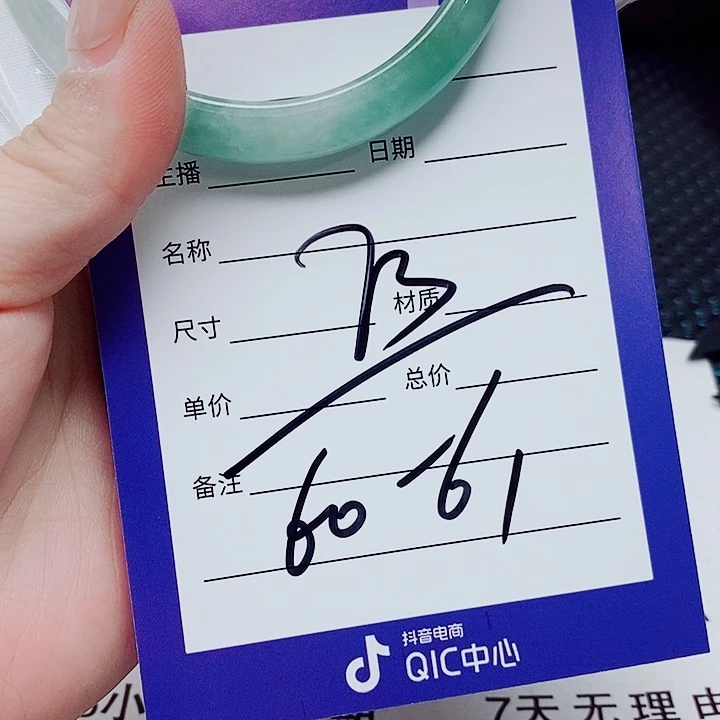 主播 日期
名称
尺寸 材质
单价 总价
备注
60-61
抖音电商
QIC中心
7天无理由